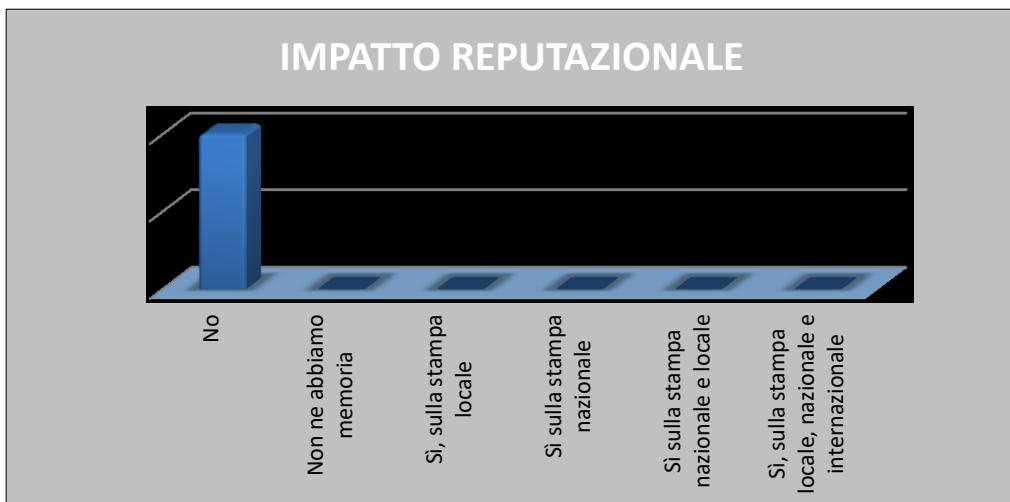 IMPATTO REPUTAZIONALE
No
Non ne abbiamo
memoria
Sì, sulla stampa
locale
Sì sulla stampa
nazionale
Sì sulla stampa
nazionale e locale
Sì, sulla stampa
locale, nazionale e
internazionale